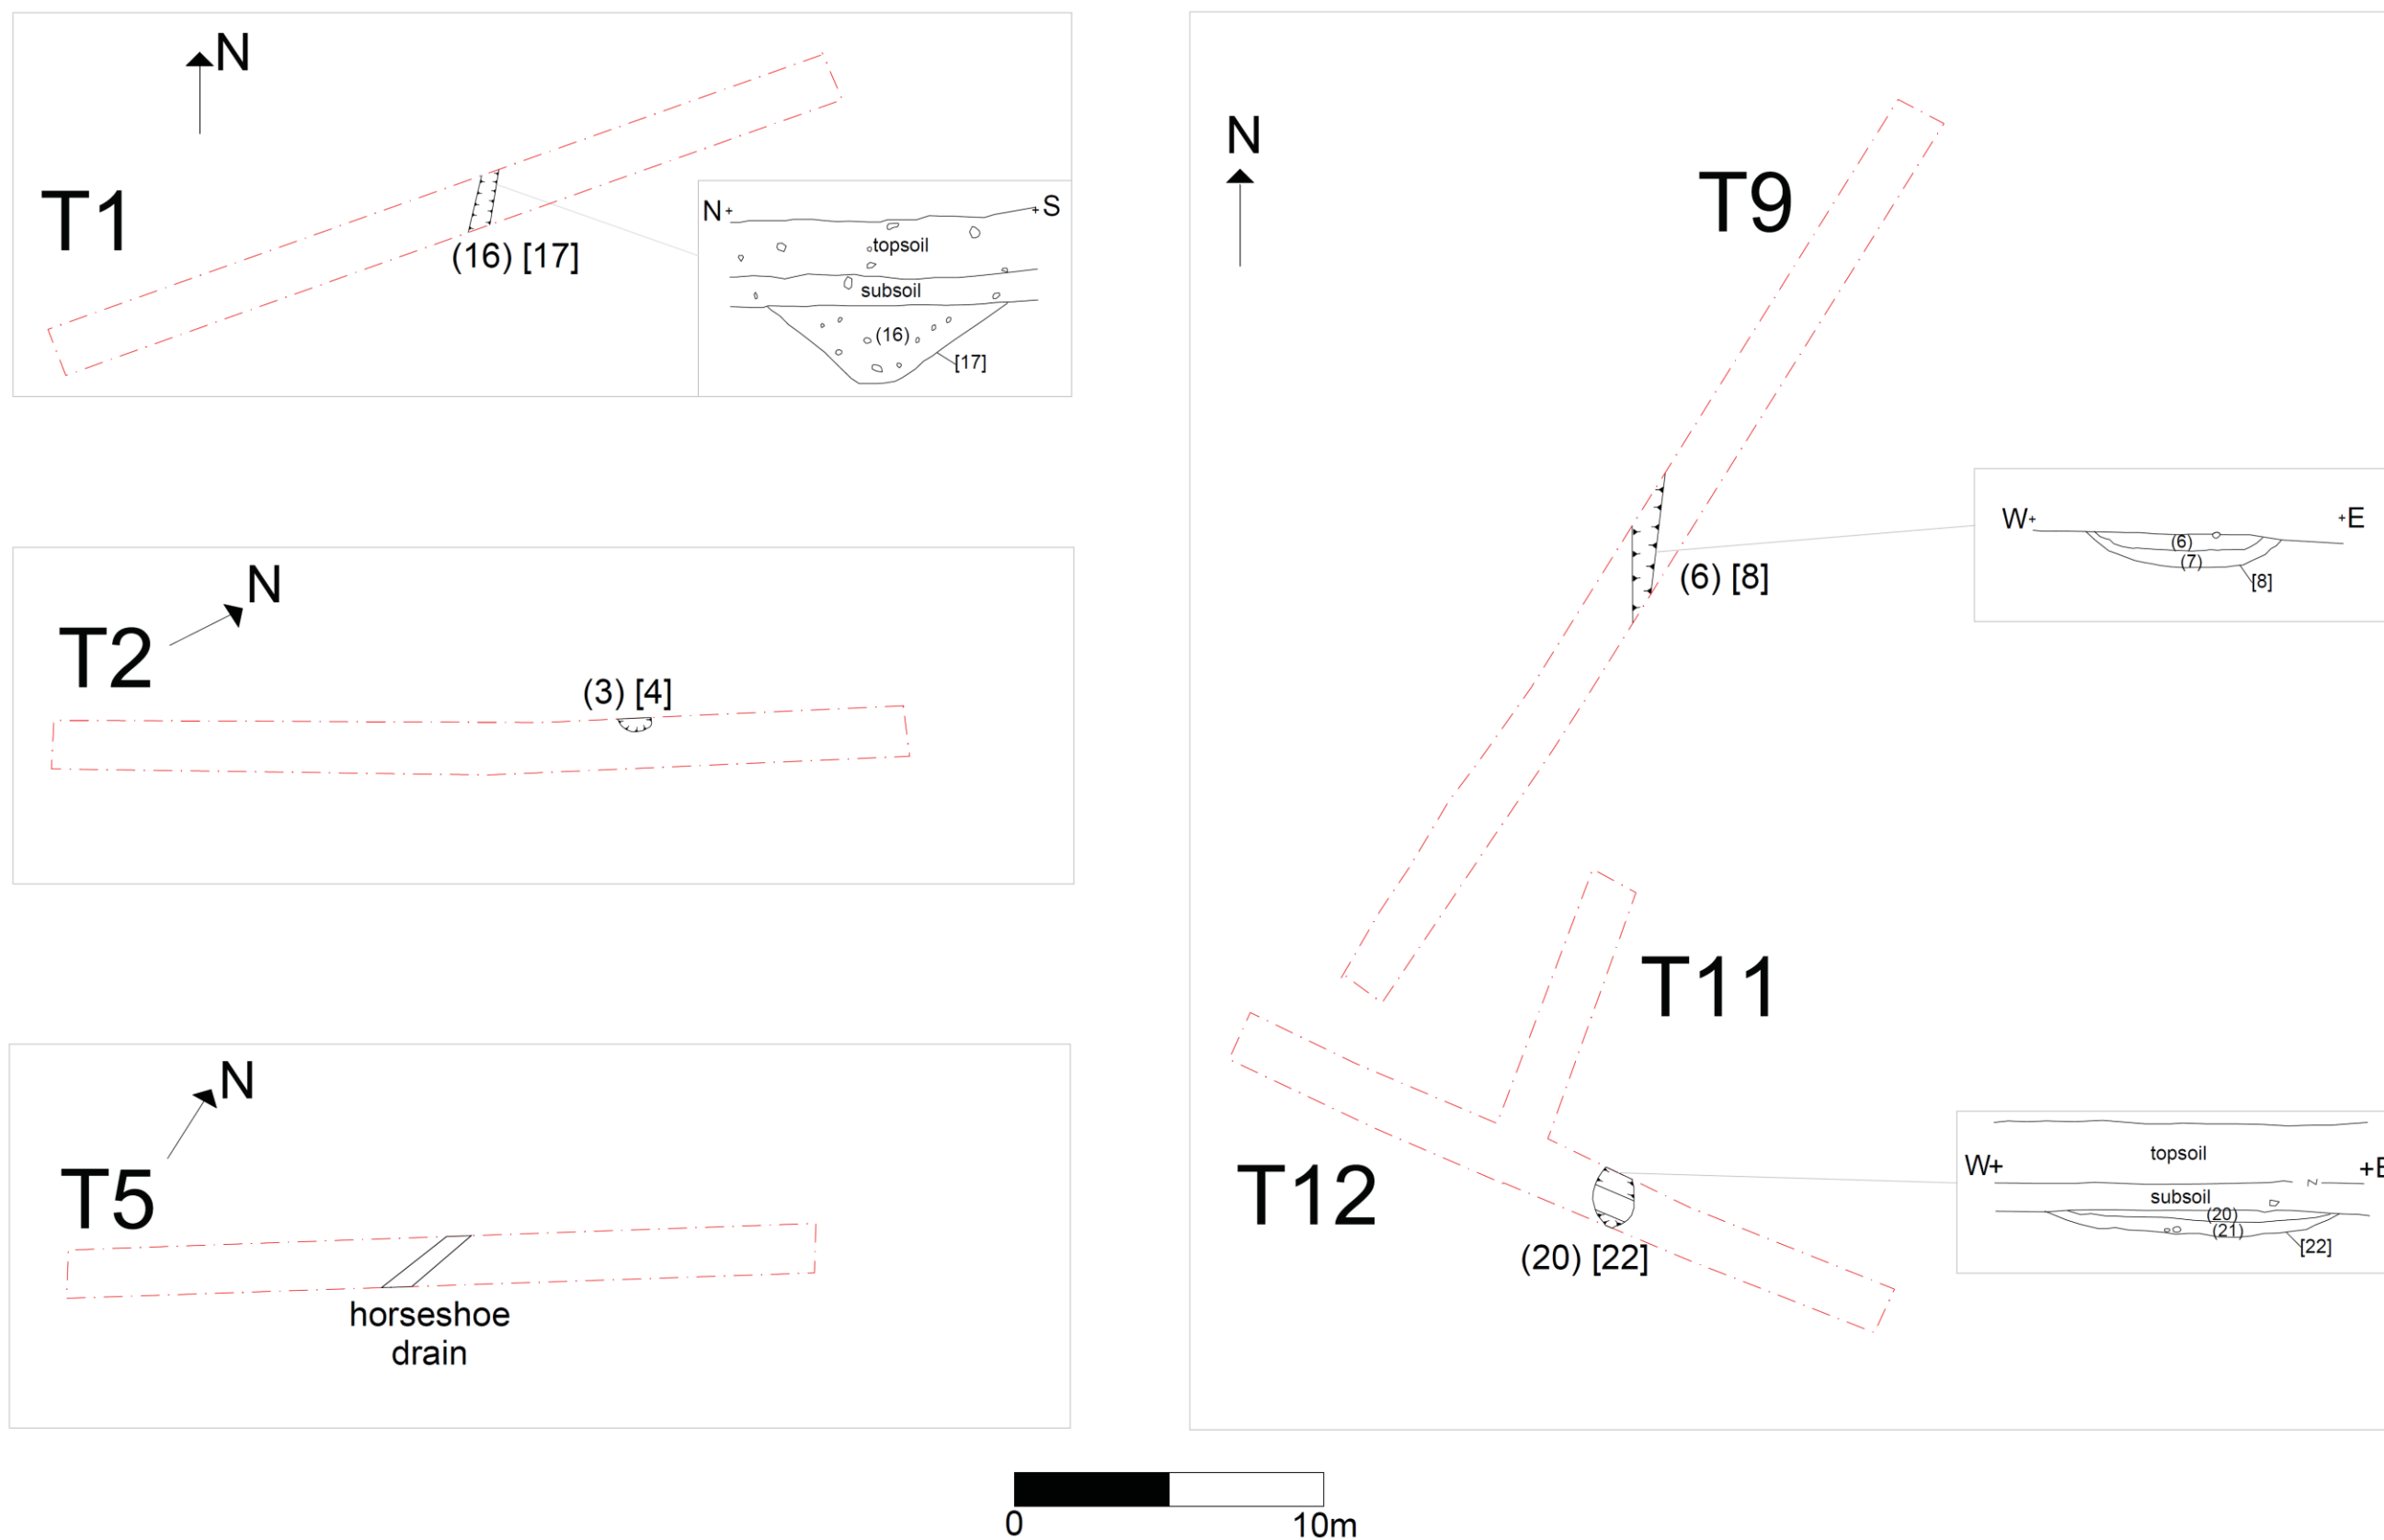 N
T1
(16) [17]
N+ +S
topsoil
subsoil
(16)
[17]
N
T2
(3) [4]
N
T5
horseshoe
drain
N
T9
(6) [8]
W+ +E
(6)
(7)
[8]
T11
T12
(20) [22]
topsoil
W+ +E
subsoil
(20)
(21)
[22]
0 10m